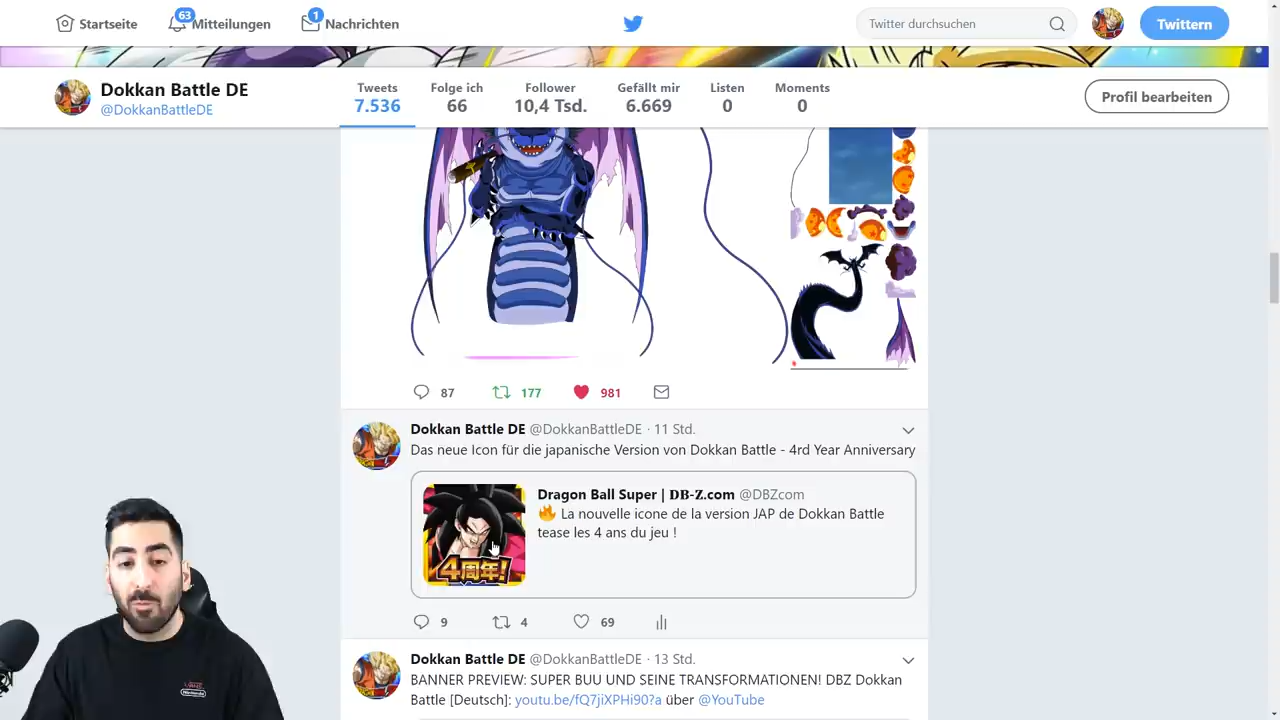 Startseite
63
Mitteilungen
1
Nachrichten
Twitter durchsuchen
Twittern
Dokkan Battle DE
@DokkanBattleDE
Tweets
7.536
Folge ich
66
Follower
10,4 Tsd.
Gefällt mir
6.669
Listen
0
Moments
0
Profil bearbeiten
87
177
981
Dokkan Battle DE @DokkanBattleDE · 11 Std.
Das neue Icon für die japanische Version von Dokkan Battle - 4rd Year Anniversary
Dragon Ball Super | DB-Z.com @DBZcom
La nouvelle icone de la version JAP de Dokkan Battle
tease les 4 ans du jeu !
4周年!
9
4
69
Dokkan Battle DE @DokkanBattleDE · 13 Std.
BANNER PREVIEW: SUPER BUU UND SEINE TRANSFORMATIONEN! DBZ Dokkan
Battle [Deutsch]: youtu.be/fQ7jiXPHi90?a über @YouTube